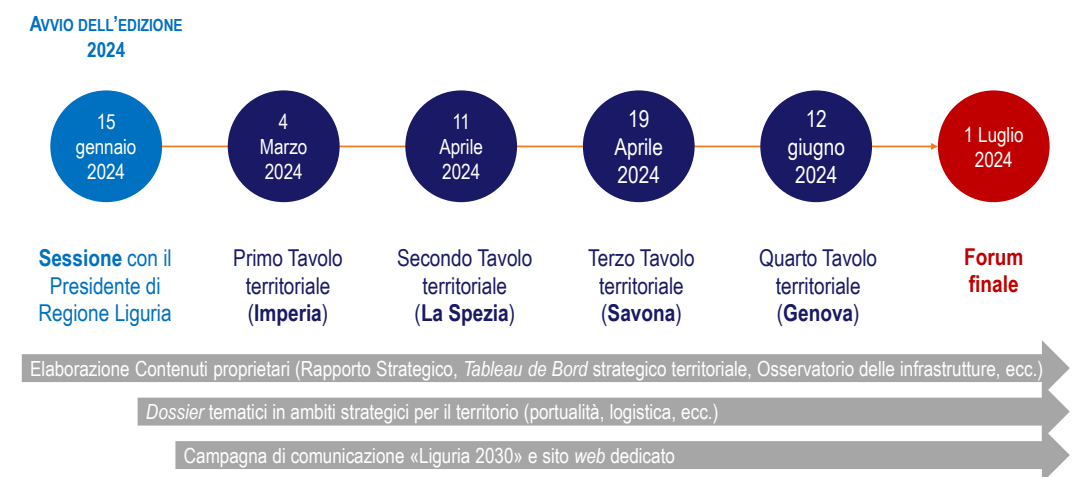 AVVIO DELL'EDIZIONE
2024
15
gennaio
2024
4
Marzo
2024
11
Aprile
2024
19
Aprile
2024
12
giugno
2024
1 Luglio
2024
Sessione con il
Presidente di
Regione Liguria
Primo Tavolo
territoriale
(Imperia)
Secondo Tavolo
territoriale
(La Spezia)
Terzo Tavolo
territoriale
(Savona)
Quarto Tavolo
territoriale
(Genova)
Forum
finale
Elaborazione Contenuti proprietari (Rapporto Strategico, Tableau de Bord strategico territoriale, Osservatorio delle infrastrutture, ecc.)
Dossier tematici in ambiti strategici per il territorio (portualità, logistica, ecc.)
Campagna di comunicazione «Liguria 2030» e sito web dedicato